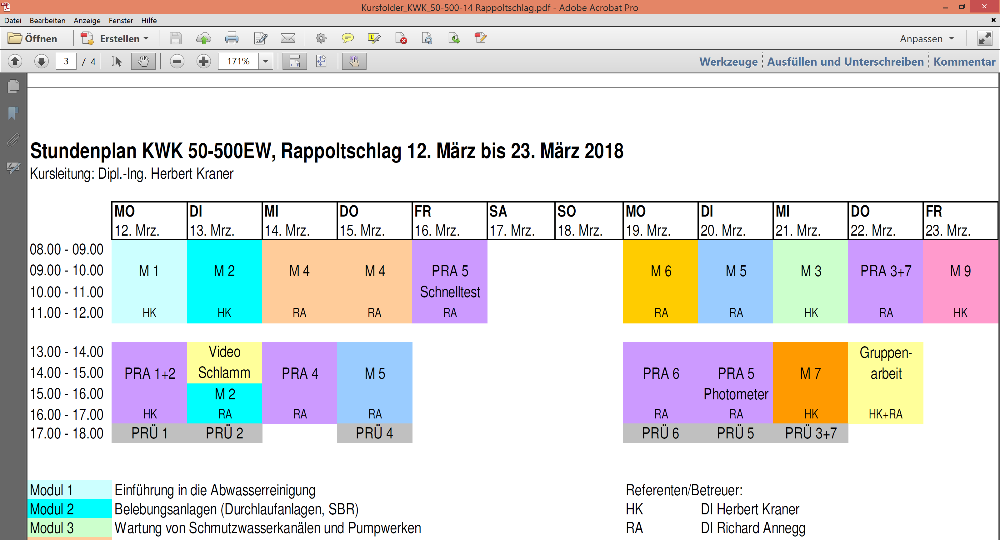 Kursfolder_KWK_50-500-14 Rappoltschlag.pdf - Adobe Acrobat Pro
Datei Bearbeiten Anzeige Fenster Hilfe
Öffnen Erstellen Anpassen
3 / 4 171% Werkzeuge Ausfüllen und Unterschreiben Kommentar
Stundenplan KWK 50-500EW, Rappoltschlag 12. März bis 23. März 2018
Kursleitung: Dipl.-Ing. Herbert Kraner
MO DI MI DO FR SA SO MO DI MI DO FR
12. Mrz. 13. Mrz. 14. Mrz. 15. Mrz. 16. Mrz. 17. Mrz. 18. Mrz. 19. Mrz. 20. Mrz. 21. Mrz. 22. Mrz. 23. Mrz.
08.00 - 09.00
09.00 - 10.00 M 1 M 2 M 4 M 4 PRA 5 M 6 M 5 M 3 PRA 3+7 M 9
10.00 - 11.00 Schnelltest
11.00 - 12.00 HK HK RA RA RA RA RA HK RA HK
13.00 - 14.00 Video Gruppen-
14.00 - 15.00 PRA 1+2 Schlamm PRA 4 M 5 PRA 6 PRA 5 M 7 arbeit
15.00 - 16.00 M 2 Photometer
16.00 - 17.00 HK RA RA RA RA RA HK HK+RA
17.00 - 18.00 PRÜ 1 PRÜ 2 PRÜ 4 PRÜ 6 PRÜ 5 PRÜ 3+7
Modul 1 Einführung in die Abwasserreinigung Referenten/Betreuer:
Modul 2 Belebungsanlagen (Durchlaufanlagen, SBR) HK DI Herbert Kraner
Modul 3 Wartung von Schmutzwasserkanälen und Pumpwerken RA DI Richard Annegg